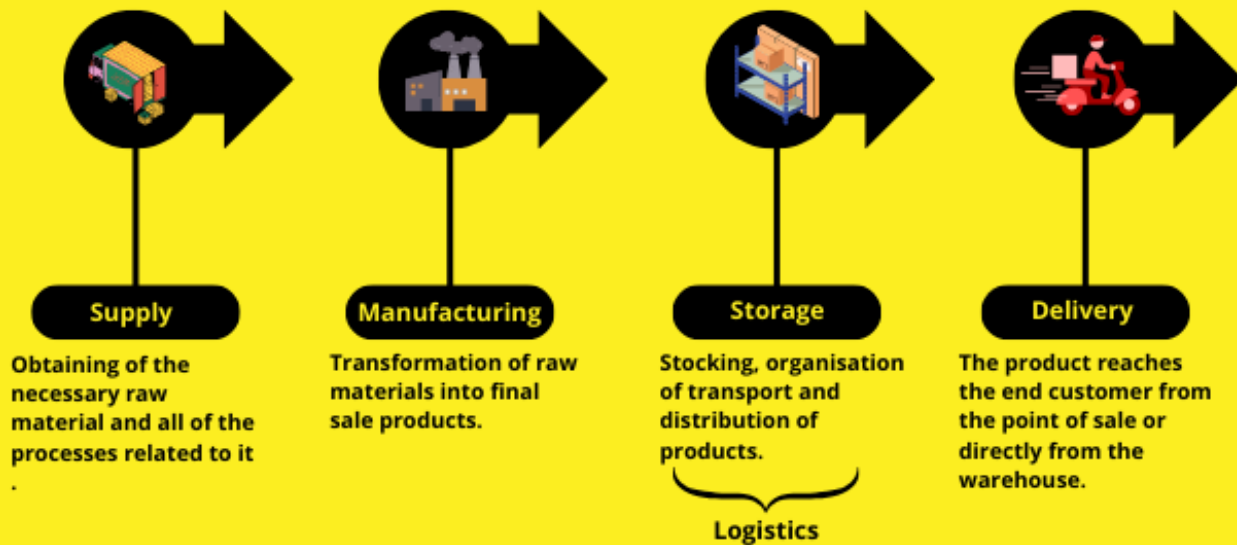 Supply
Obtaining of the
necessary raw
material and all of the
processes related to it
.
Manufacturing
Transformation of raw
materials into final
sale products.
Storage
Stocking, organisation
of transport and
distribution of
products.
Logistics
Delivery
The product reaches
the end customer from
the point of sale or
directly from the
warehouse.